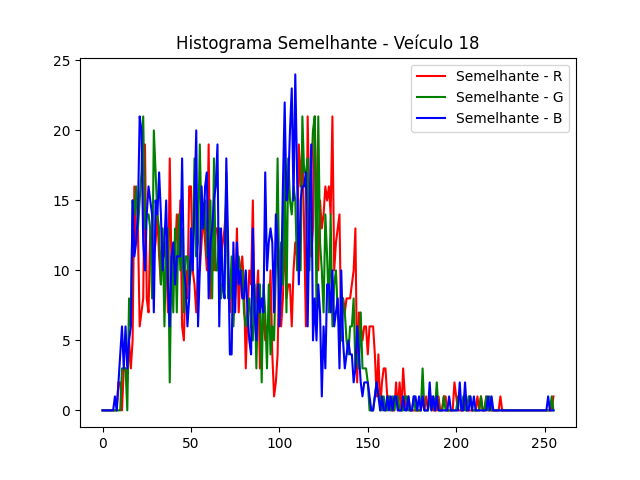 Histograma Semelhante - Veículo 18
Semelhante - R
Semelhante - G
Semelhante - B
25
20
15
10
5
0
0 50 100 150 200 250